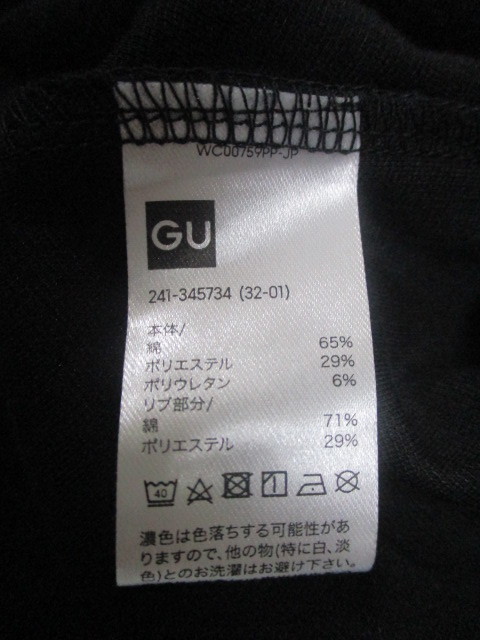 WC00759PP-JP
GU
241-345734 (32-01)
本体/
綿 65%
ポリエステル 29%
ポリウレタン 6%
リブ部分/
綿 71%
ポリエステル 29%
40
濃色は色落ちする可能性があ
りますので、他の物(特に白、淡
色)とのお洗濯はお避けください。